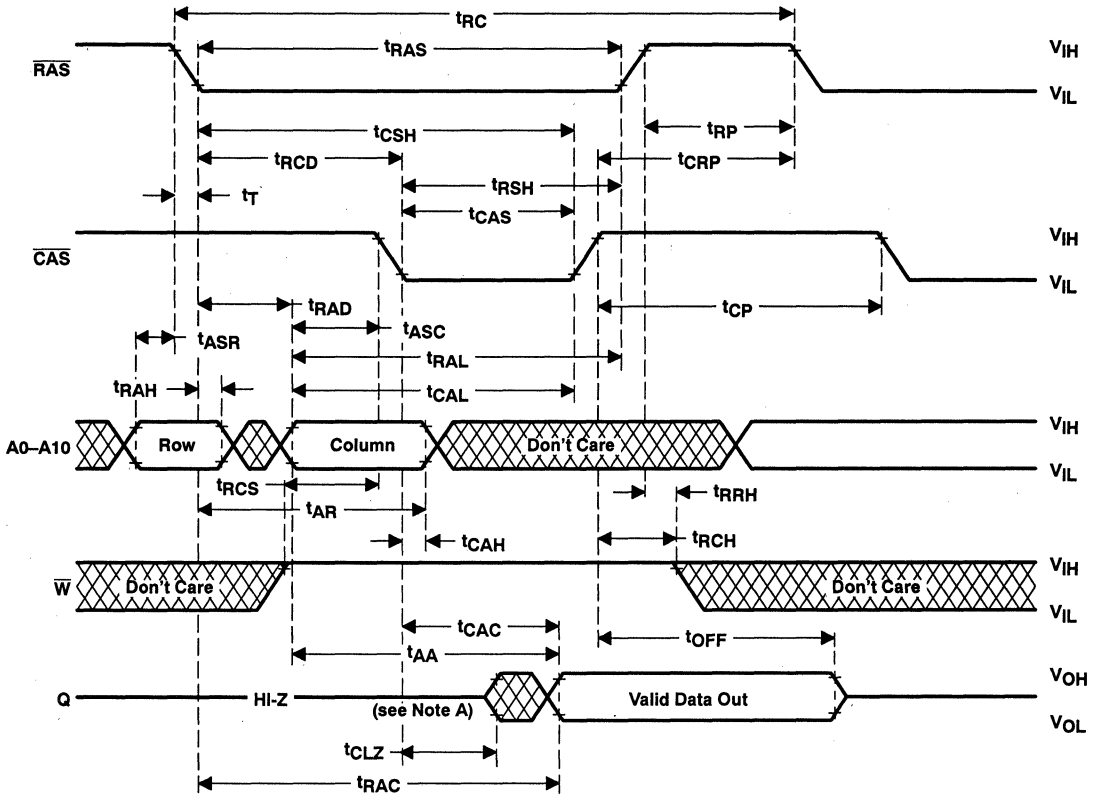 tRC
tRAS
RAS
VIH
VIL
tCSH
tRP
tRCD
tCRP
tRSH
tT
tCAS
CAS
VIH
VIL
tRAD
tCP
tASC
tASR
tRAL
tRAH
tCAL
A0–A10
Row
Column
Don't Care
VIH
VIL
tRCS
tRRH
tAR
tCAH
tRCH
W
Don't Care
Don't Care
VIH
VIL
tCAC
tOFF
tAA
Q
HI-Z
(see Note A)
Valid Data Out
VOH
VOL
tCLZ
tRAC